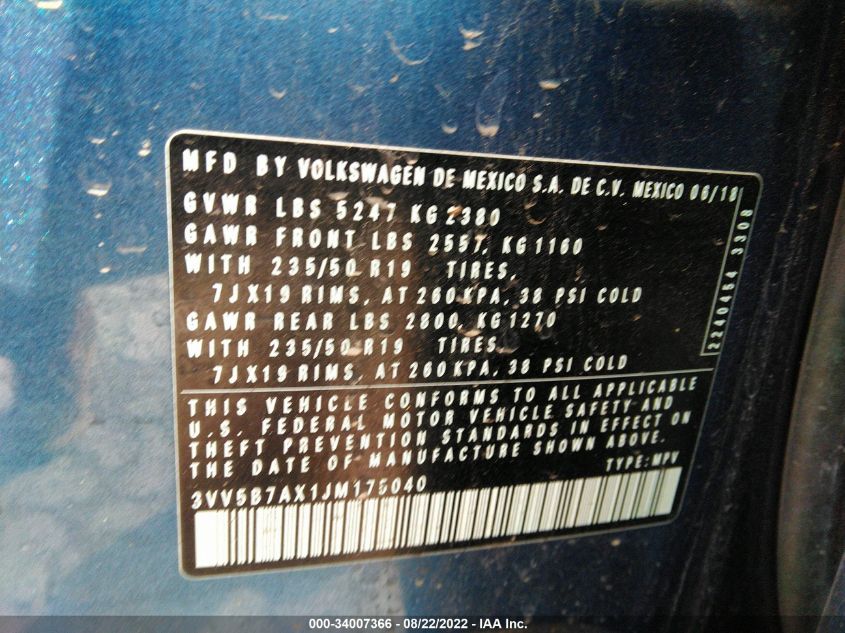 MFD BY VOLKSWAGEN DE MEXICO S.A. DE C.V. MEXICO 06/18
GVWR LBS 5247 KG 2380
GAWR FRONT LBS 2557, KG 1160
WITH 235/50 R19 TIRES,
7JX19 RIMS, AT 260 KPA, 38 PSI COLD
GAWR REAR LBS 2800, KG 1270
WITH 235/50 R19 TIRES
7JX19 RIMS, AT 260 KPA, 38 PSI COLD
2240454 3308
THIS VEHICLE CONFORMS TO ALL APPLICABLE
U.S. FEDERAL MOTOR VEHICLE SAFETY AND
THEFT PREVENTION STANDARDS IN EFFECT ON
THE DATE OF MANUFACTURE SHOWN ABOVE.
TYPE: MPV
3VV5B7AX1JM175040
000-34007366 - 08/22/2022 - IAA Inc.